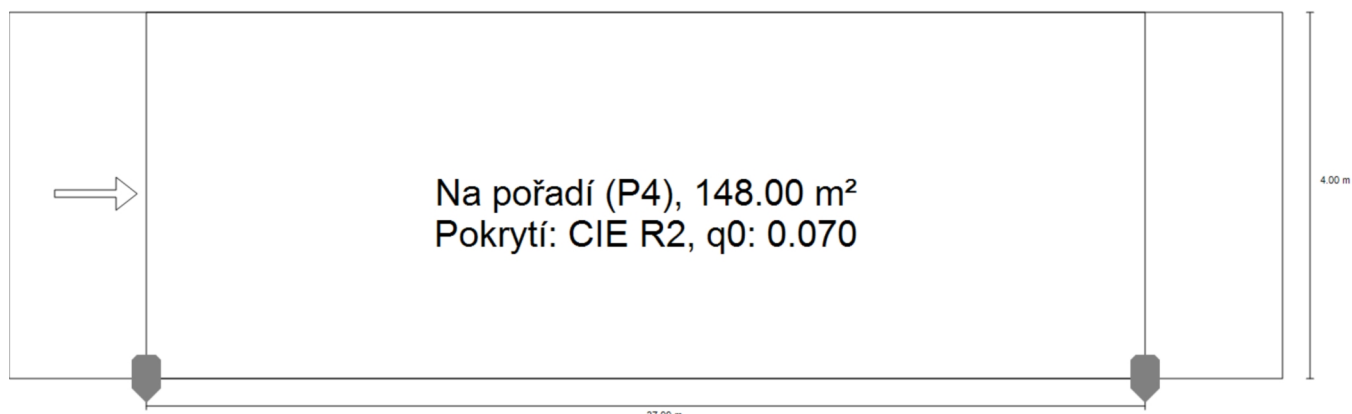 Na pořadí (P4), 148.00 m²
Pokrytí: CIE R2, q0: 0.070
4.00 m